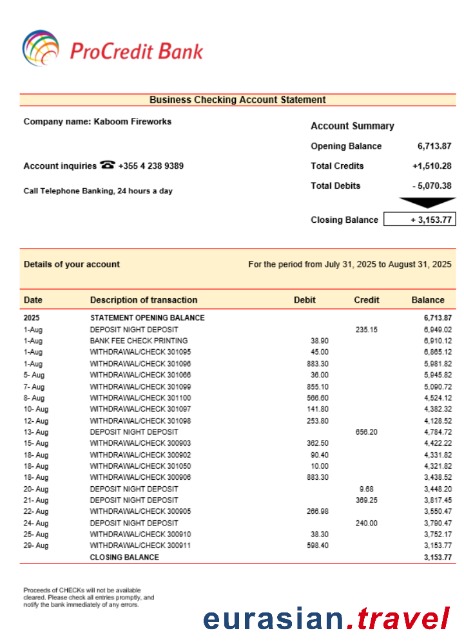 ProCredit Bank
Business Checking Account Statement
Company name: Kaboom Fireworks
Account inquiries ☎ +355 4 238 9389
Call Telephone Banking, 24 hours a day
Account Summary
Opening Balance 6,713.87
Total Credits +1,510.28
Total Debits - 5,070.38
Closing Balance + 3,153.77
Details of your account For the period from July 31, 2025 to August 31, 2025
Date Description of transaction Debit Credit Balance
2025 STATEMENT OPENING BALANCE 6,713.87
1-Aug DEPOSIT NIGHT DEPOSIT 235.15 6,949.02
1-Aug BANK FEE CHECK PRINTING 38.90 6,910.12
1-Aug WITHDRAWAL/CHECK 301095 45.00 6,865.12
1-Aug WITHDRAWAL/CHECK 301096 883.30 5,981.82
5- Aug WITHDRAWAL/CHECK 301066 36.00 5,945.82
7- Aug WITHDRAWAL/CHECK 301099 855.10 5,090.72
8- Aug WITHDRAWAL/CHECK 301100 566.60 4,524.12
10- Aug WITHDRAWAL/CHECK 301097 141.80 4,382.32
12- Aug WITHDRAWAL/CHECK 301098 253.80 4,128.52
13- Aug DEPOSIT NIGHT DEPOSIT 656.20 4,784.72
15- Aug WITHDRAWAL/CHECK 300903 362.50 4,422.22
18- Aug WITHDRAWAL/CHECK 300902 90.40 4,331.82
18- Aug WITHDRAWAL/CHECK 301050 10.00 4,321.82
18- Aug WITHDRAWAL/CHECK 300906 883.30 3,438.52
20- Aug DEPOSIT NIGHT DEPOSIT 9.68 3,448.20
21- Aug DEPOSIT NIGHT DEPOSIT 369.25 3,817.45
22- Aug WITHDRAWAL/CHECK 300905 266.98 3,550.47
24- Aug DEPOSIT NIGHT DEPOSIT 240.00 3,790.47
25- Aug WITHDRAWAL/CHECK 300910 38.30 3,752.17
29- Aug WITHDRAWAL/CHECK 300911 598.40 3,153.77
CLOSING BALANCE 3,153.77
Proceeds of CHECKs will not be available
cleared. Please check all entries promptly, and
notify the bank immediately of any errors.
eurasian.travel